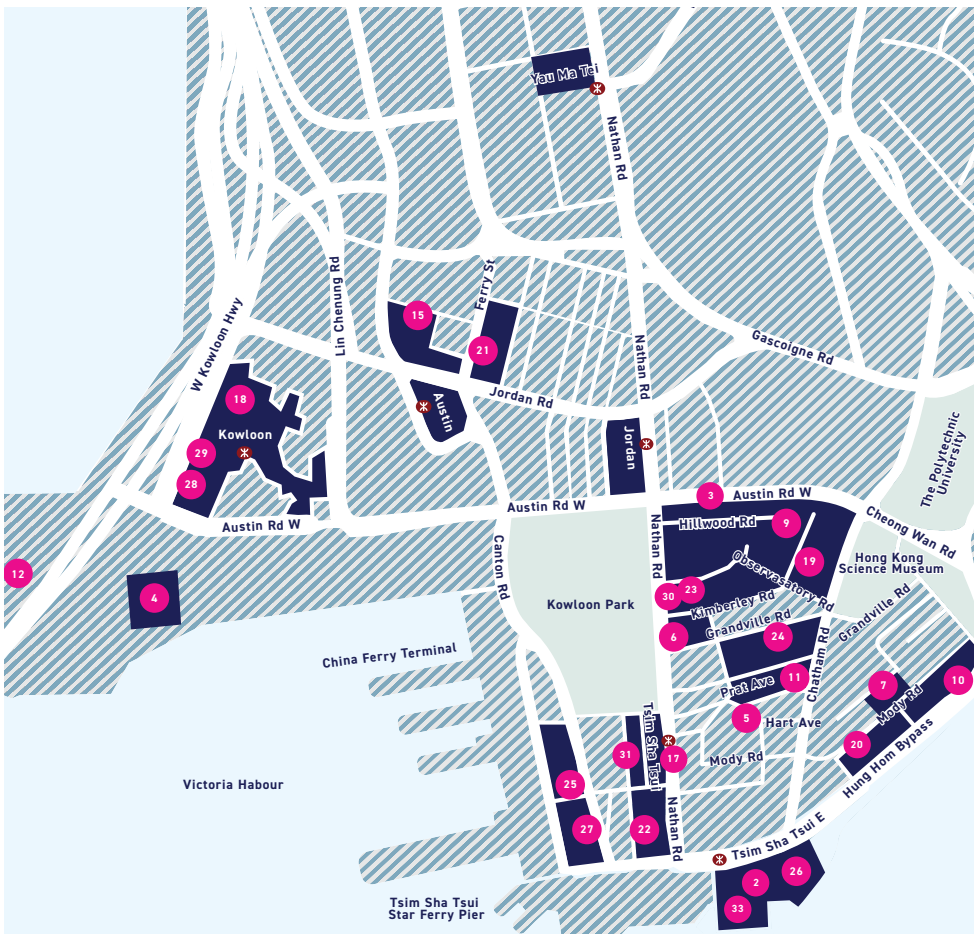 Yau Ma Tei
Nathan Rd
Ferry St
Lin Chenung Rd
W Kowloon Hwy
15
21
Nathan Rd
Gascoigne Rd
18
Jordan Rd
Austin
Kowloon
29
28
Jordan
The Polytechnic
University
3
Austin Rd W
Austin Rd W
Austin Rd W
Hillwood Rd
9
Cheong Wan Rd
Nathan Rd
Canton Rd
12
4
Observasatory Rd
19
Hong Kong
Science Museum
30
23
Kimberley Rd
Kowloon Park
Grandville Rd
Grandville Rd
6
24
China Ferry Terminal
Chatham Rd
Prat Ave
11
7
Mody Rd
10
5
Hart Ave
Tsim Sha Tsui
31
17
Mody Rd
20
Hung Hom Bypass
Victoria Habour
25
27
22
Nathan Rd
Tsim Sha Tsui E
2
26
33
Tsim Sha Tsui
Star Ferry Pier